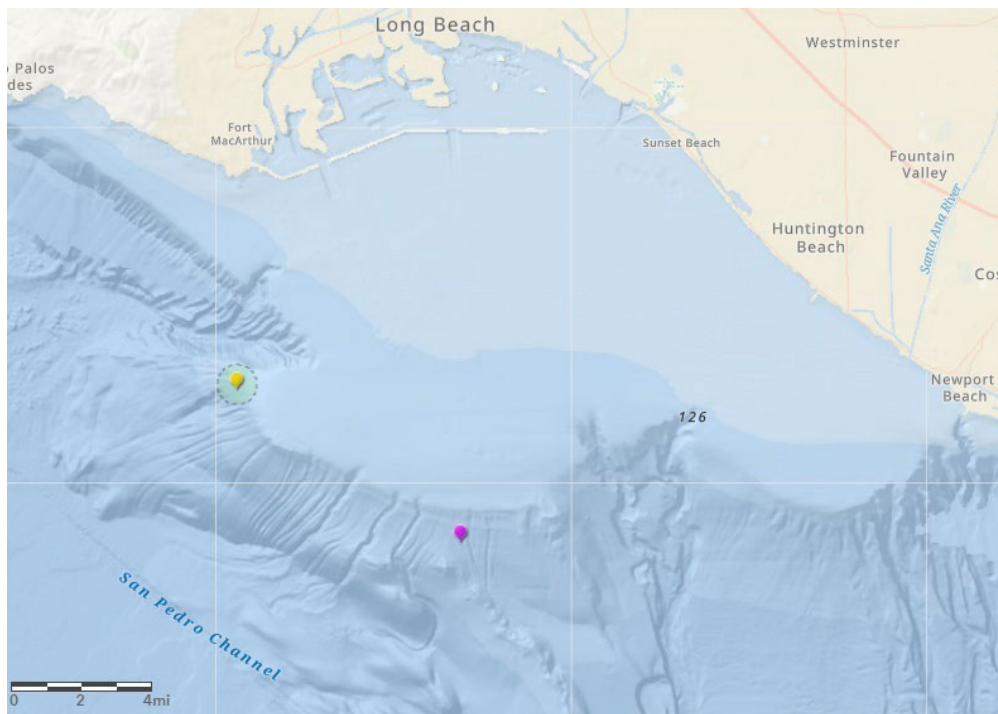 Long Beach
Westminster
o Palos
des
Fort
MacArthur
Sunset Beach
Fountain
Valley
Santa Ana River
Huntington
Beach
Cos
Newport
Beach
126
San Pedro Channel
0 2 4mi